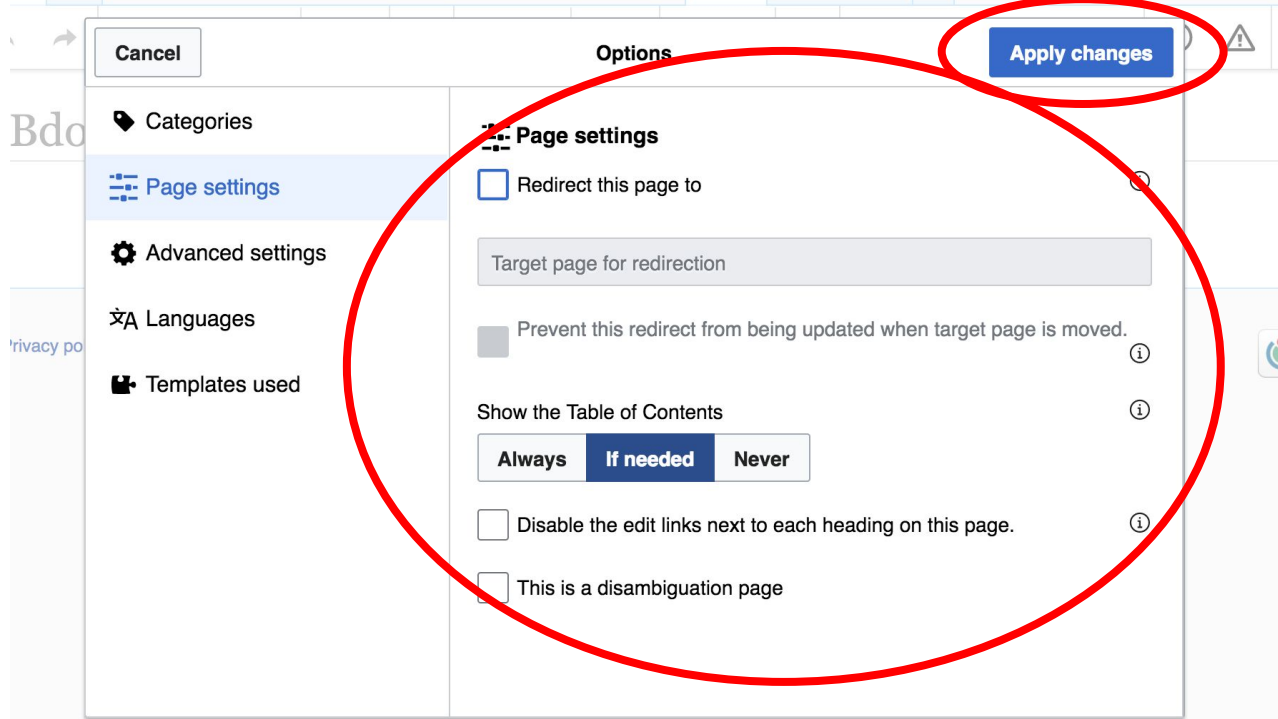 Cancel
Options
Apply changes
Bdo
Categories
Page settings
Page settings
Redirect this page to
Advanced settings
Target page for redirection
文A Languages
Prevent this redirect from being updated when target page is moved.
Privacy po
Templates used
Show the Table of Contents
Always If needed Never
Disable the edit links next to each heading on this page.
This is a disambiguation page